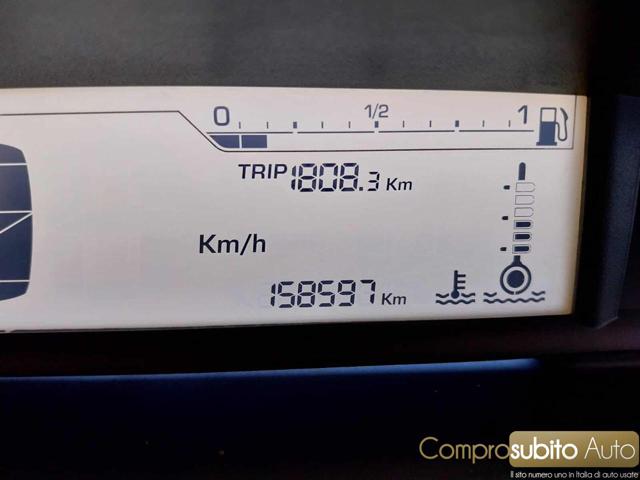 0 1/2 1
TRIP 1808.3 Km
Km/h
158597 Km
Comprosubito Auto
Il sito numero uno in Italia di auto usate